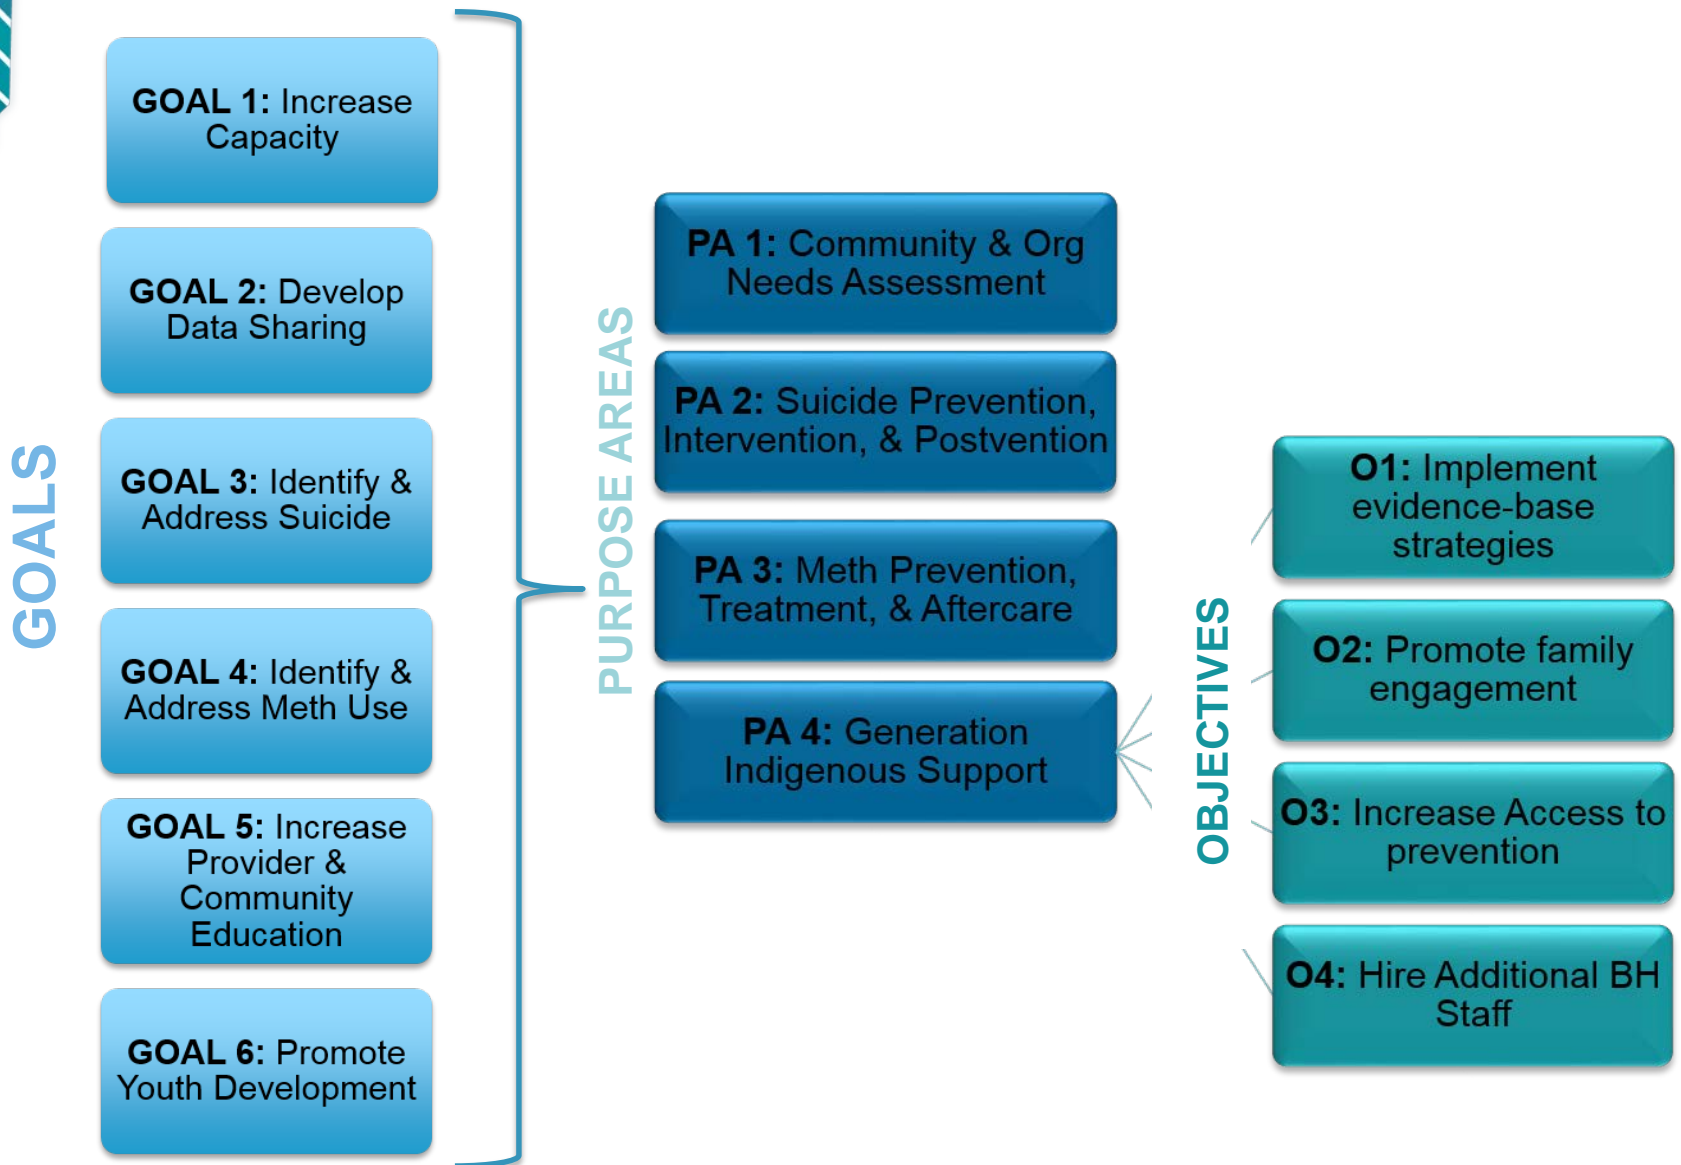 GOALS
GOAL 1: Increase
Capacity
GOAL 2: Develop
Data Sharing
GOAL 3: Identify &
Address Suicide
GOAL 4: Identify &
Address Meth Use
GOAL 5: Increase
Provider &
Community
Education
GOAL 6: Promote
Youth Development
PURPOSE AREAS
PA 1: Community & Org
Needs Assessment
PA 2: Suicide Prevention,
Intervention, & Postvention
PA 3: Meth Prevention,
Treatment, & Aftercare
PA 4: Generation
Indigenous Support
OBJECTIVES
O1: Implement
evidence-base
strategies
O2: Promote family
engagement
O3: Increase Access to
prevention
O4: Hire Additional BH
Staff